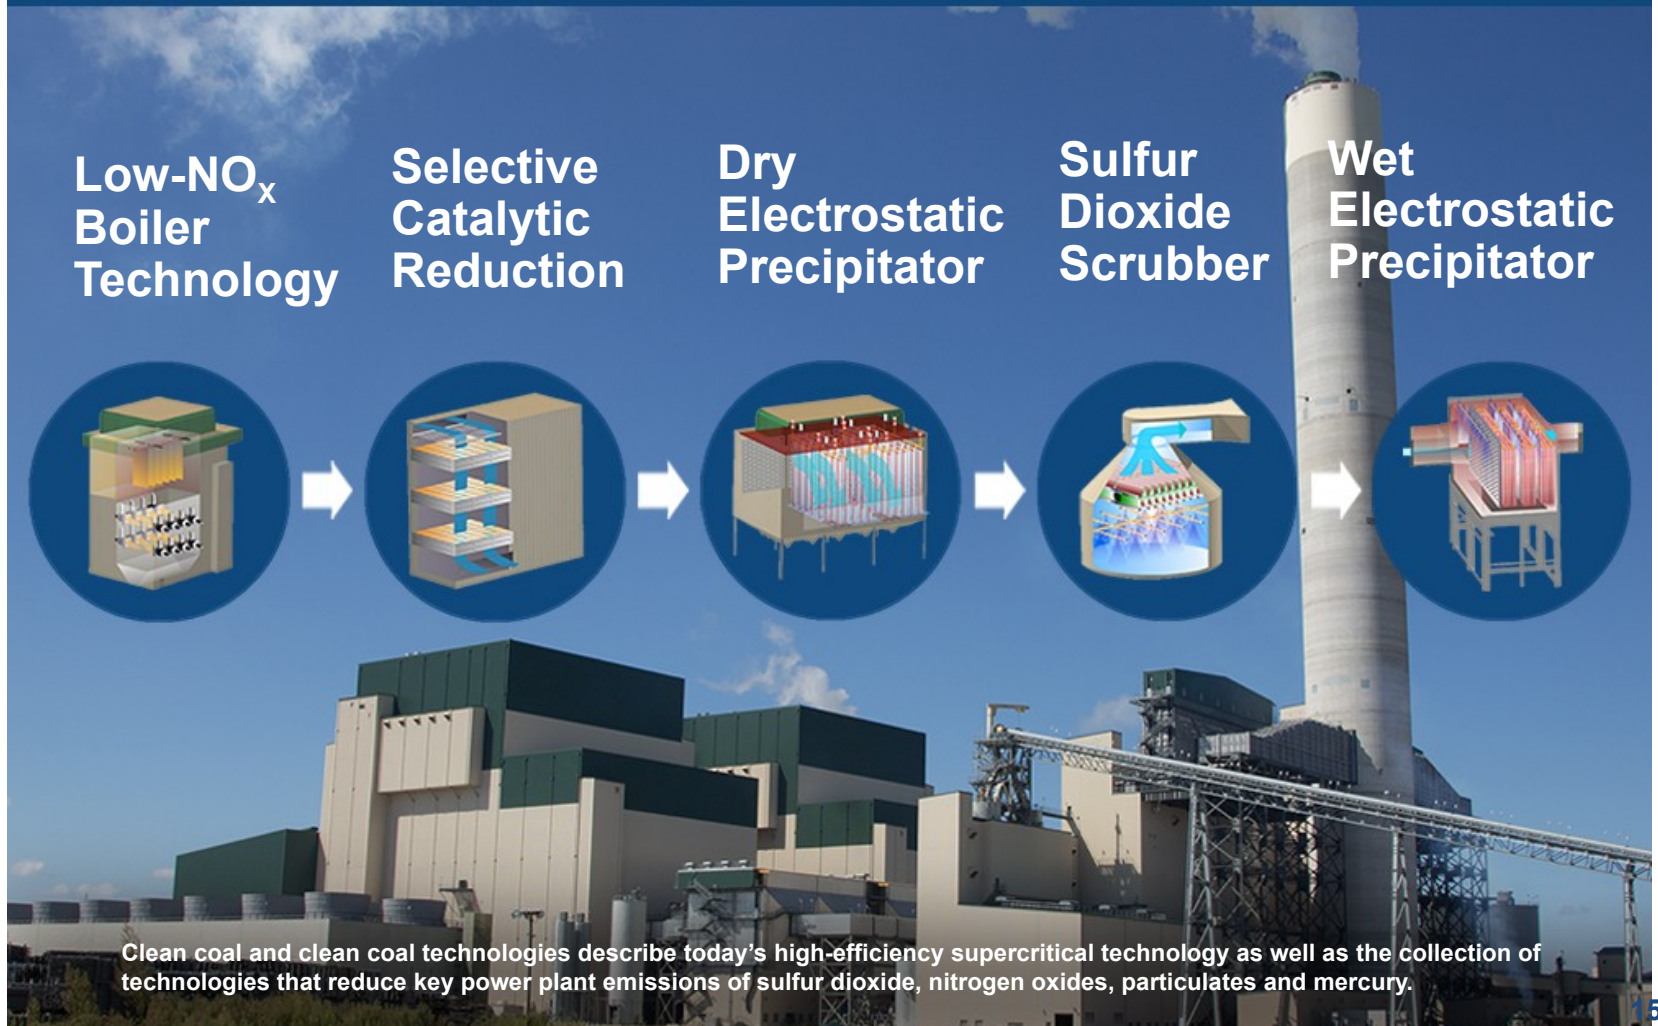 Low-NOx
Boiler
Technology
Selective
Catalytic
Reduction
Dry
Electrostatic
Precipitator
Sulfur
Dioxide
Scrubber
Wet
Electrostatic
Precipitator
Clean coal and clean coal technologies describe today's high-efficiency supercritical technology as well as the collection of
technologies that reduce key power plant emissions of sulfur dioxide, nitrogen oxides, particulates and mercury.
15